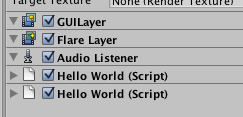 Target Texture None (Render Texture)
GUILayer
Flare Layer
Audio Listener
Hello World (Script)
Hello World (Script)